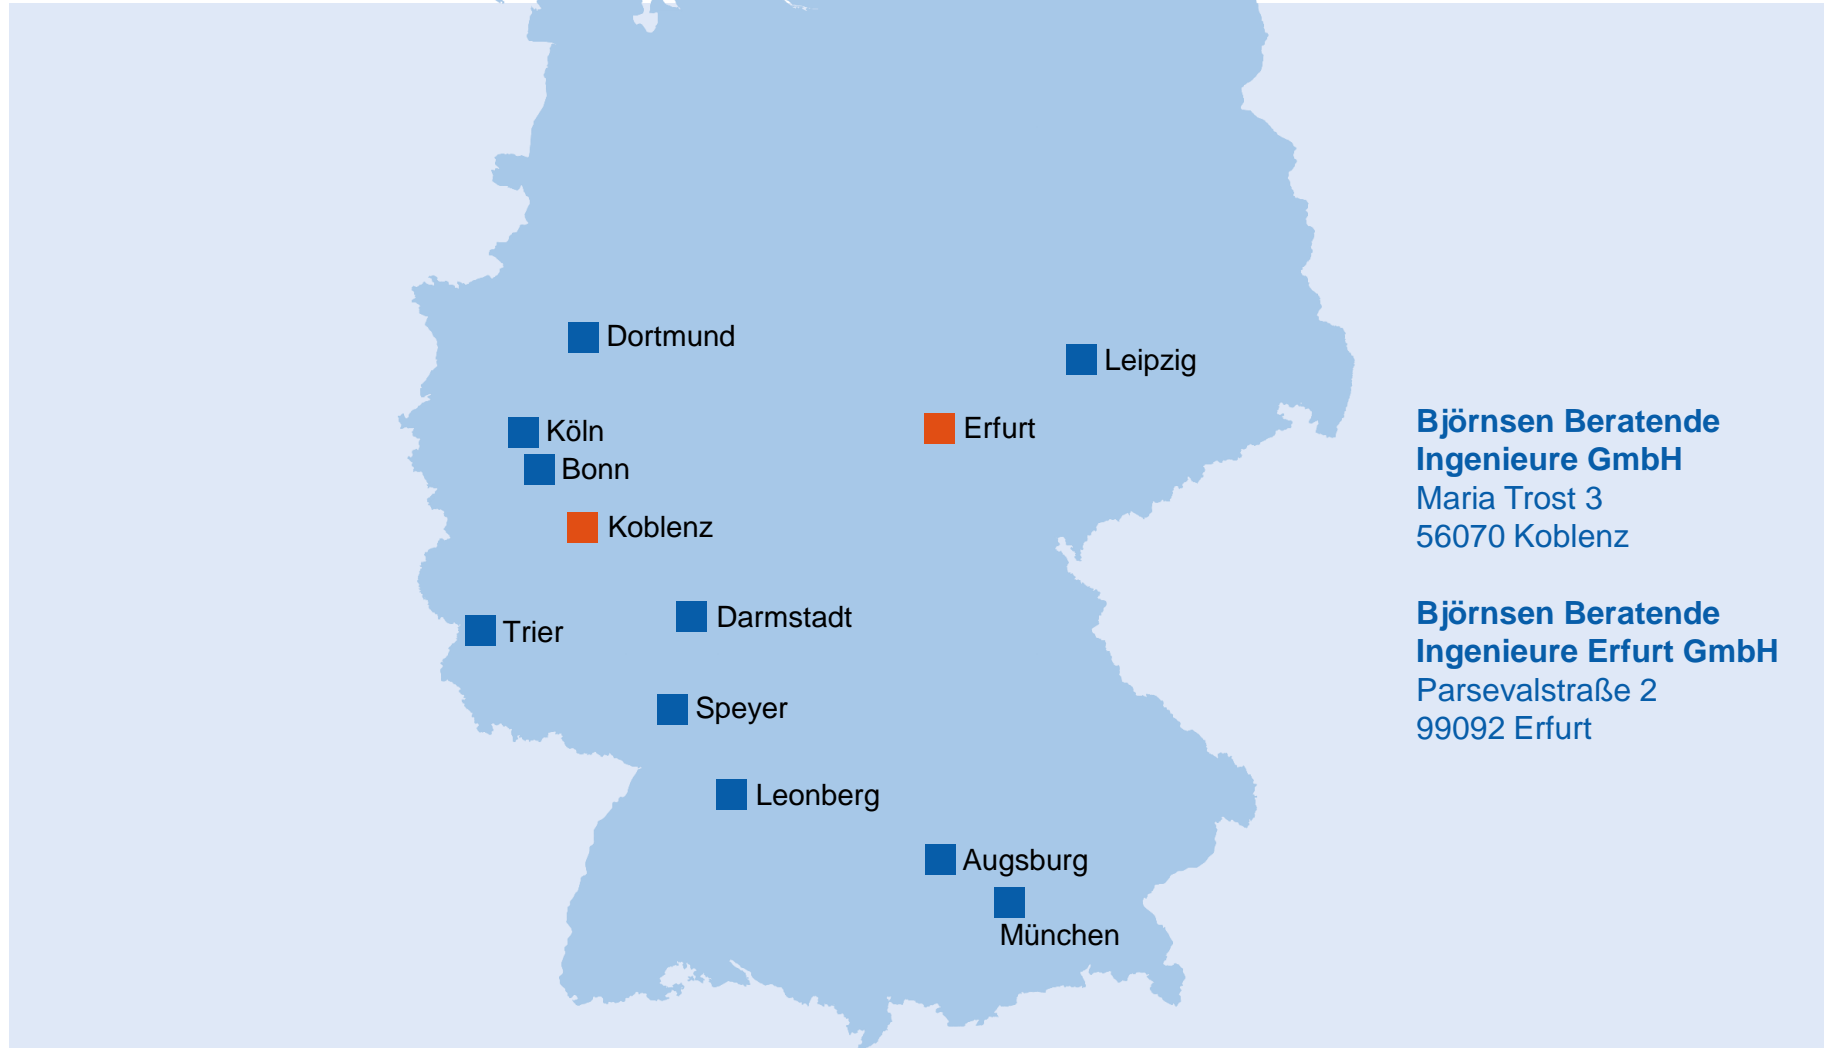 Dortmund
Leipzig
Köln
Erfurt
Bonn
Koblenz
Trier
Darmstadt
Speyer
Leonberg
Augsburg
München
Björnsen Beratende
Ingenieure GmbH
Maria Trost 3
56070 Koblenz
Björnsen Beratende
Ingenieure Erfurt GmbH
Parsevalstraße 2
99092 Erfurt